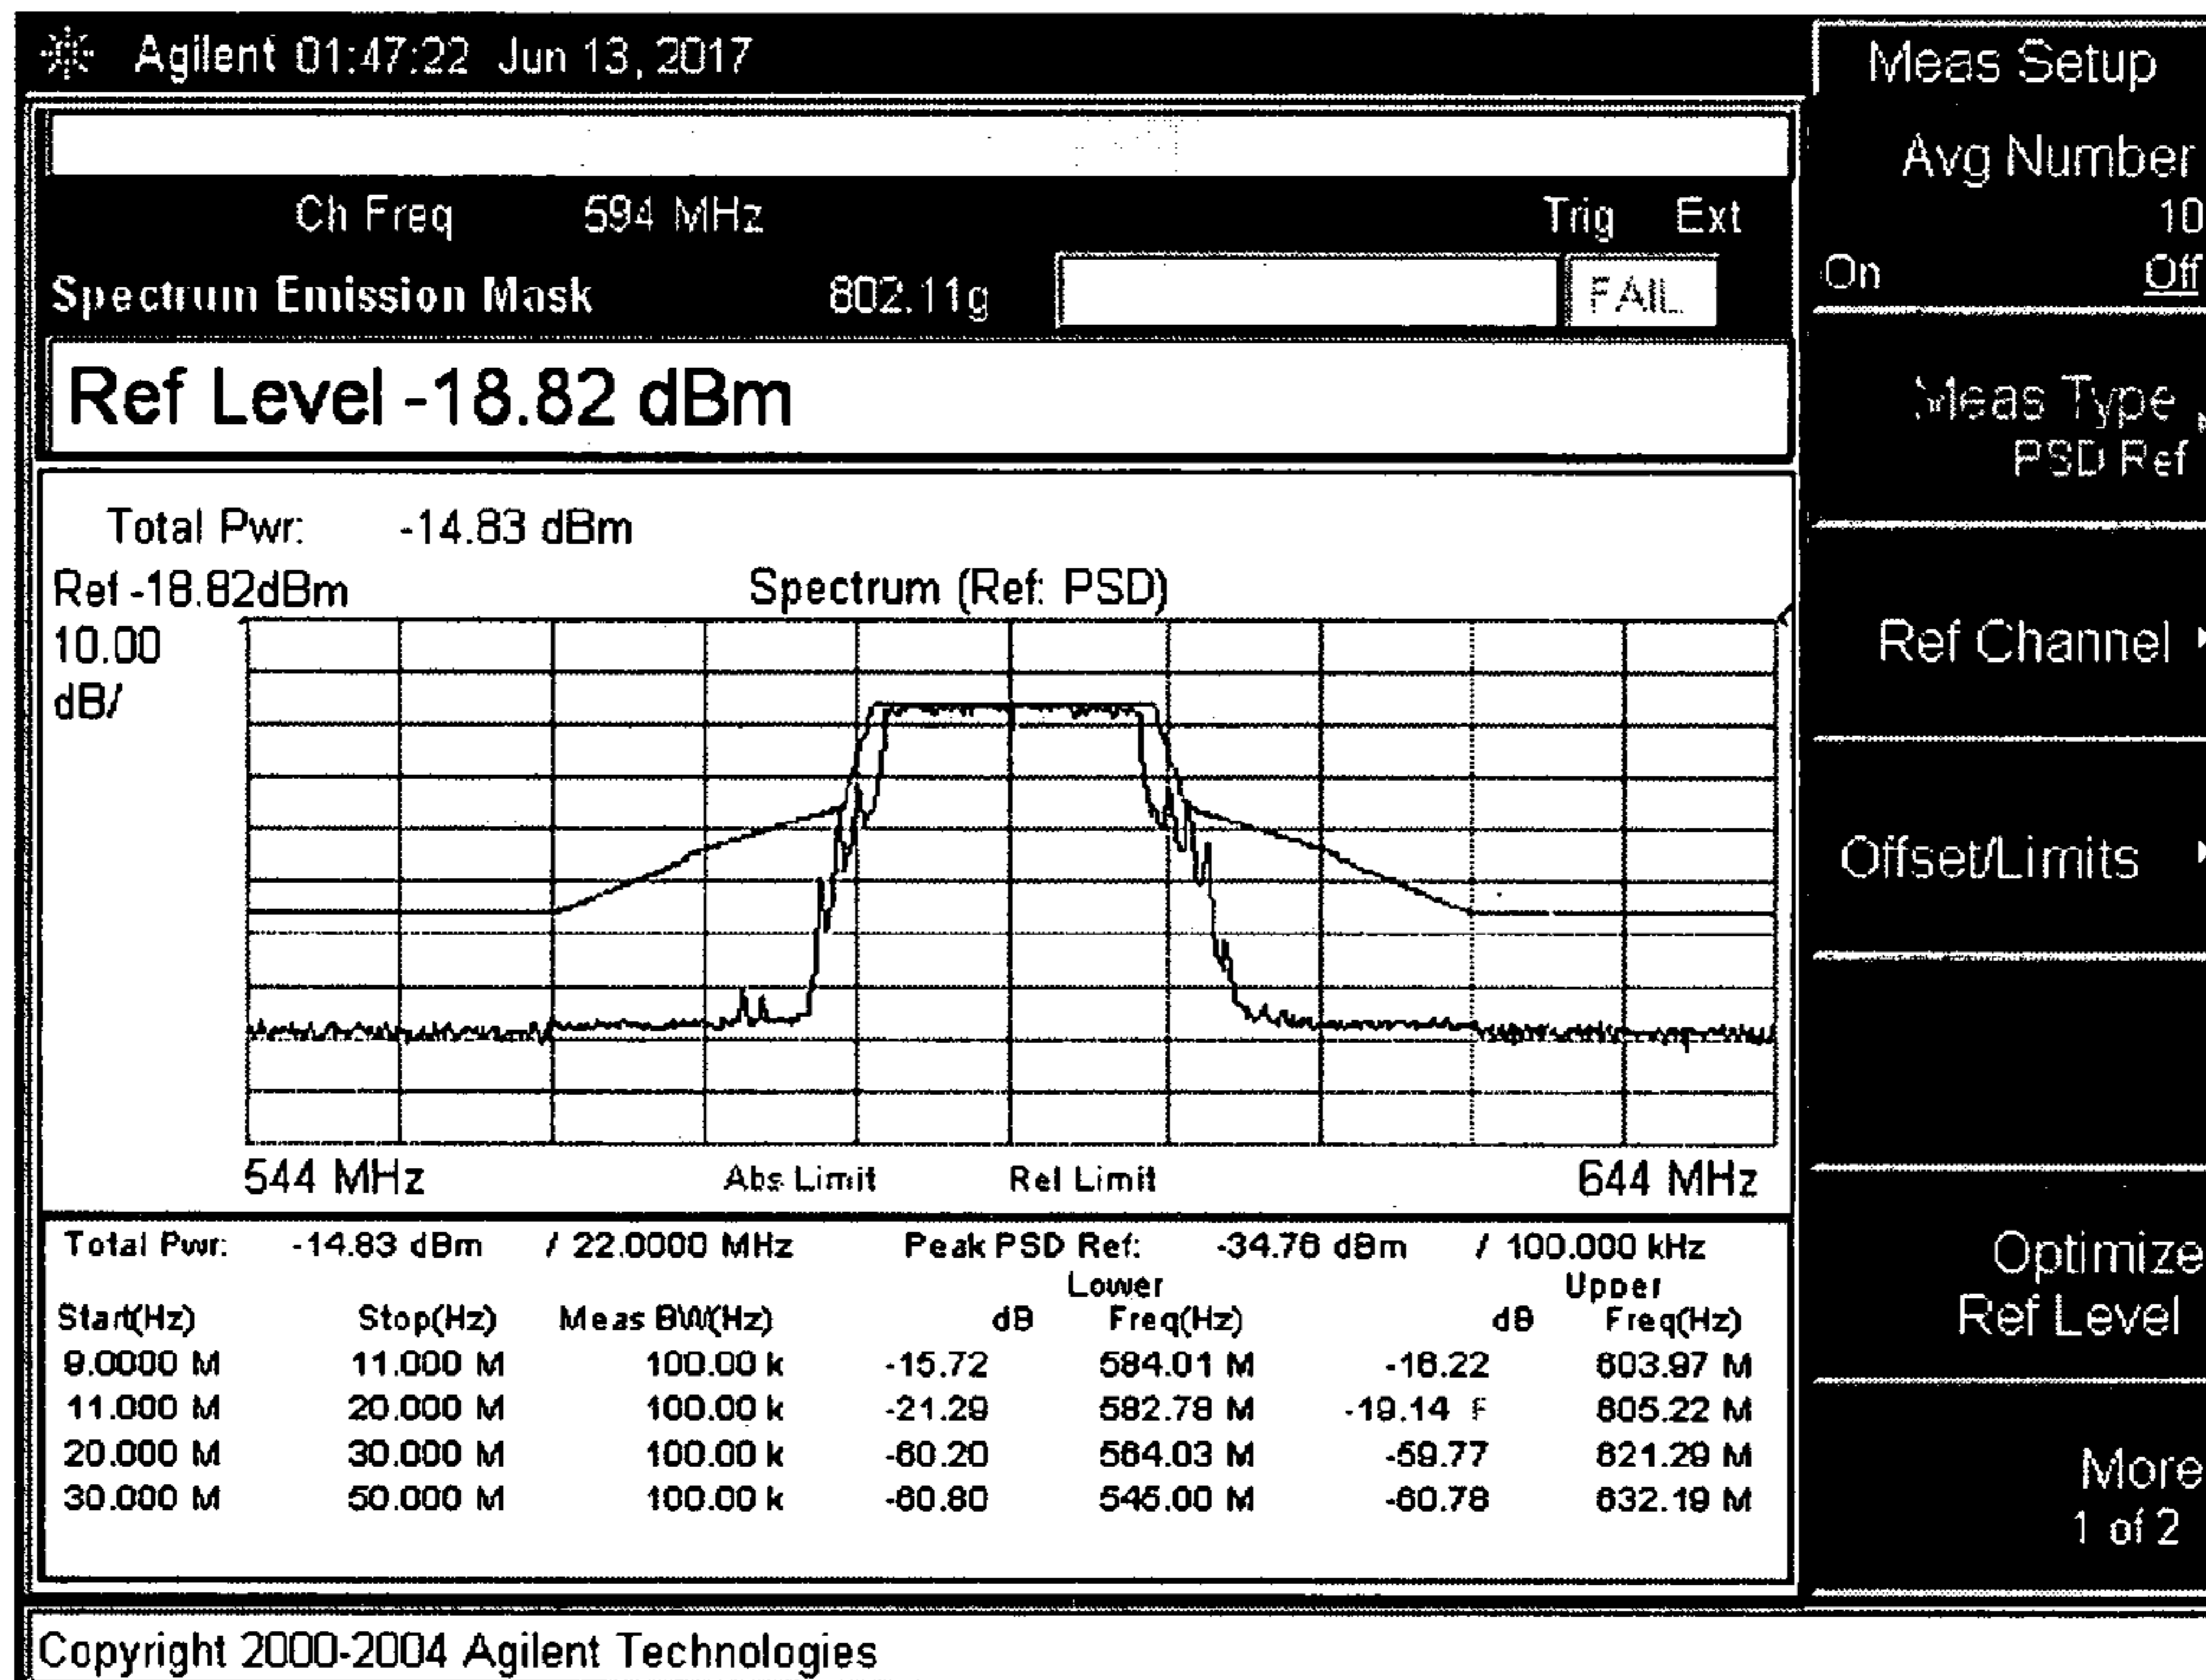 Agilent 01:47:22 Jun 13, 2017
Ch Freq 594 MHz Trig Ext
Spectrum Emission Mask 802.11g FAIL
Ref Level -18.82 dBm
Total Pwr: -14.83 dBm
Ref -18.82dBm Spectrum (Ref: PSD)
10.00
dB/
544 MHz Abs Limit Rel Limit 644 MHz
Total Pwr: -14.83 dBm / 22.0000 MHz Peak PSD Ref: -34.76 dBm / 100.000 kHz
Lower Upper
Start(Hz) Stop(Hz) Meas BW(Hz) dB Freq(Hz) dB Freq(Hz)
9.0000 M 11.000 M 100.00 k -15.72 584.01 M -16.22 603.97 M
11.000 M 20.000 M 100.00 k -21.29 582.78 M -19.14 F 605.22 M
20.000 M 30.000 M 100.00 k -60.20 564.03 M -59.77 621.29 M
30.000 M 50.000 M 100.00 k -60.80 545.00 M -60.78 632.19 M
Copyright 2000-2004 Agilent Technologies
Meas Setup
Avg Number
10
On Off
Meas Type
PSD Ref
Ref Channel
Offset/Limits
Optimize
Ref Level
More
1 of 2